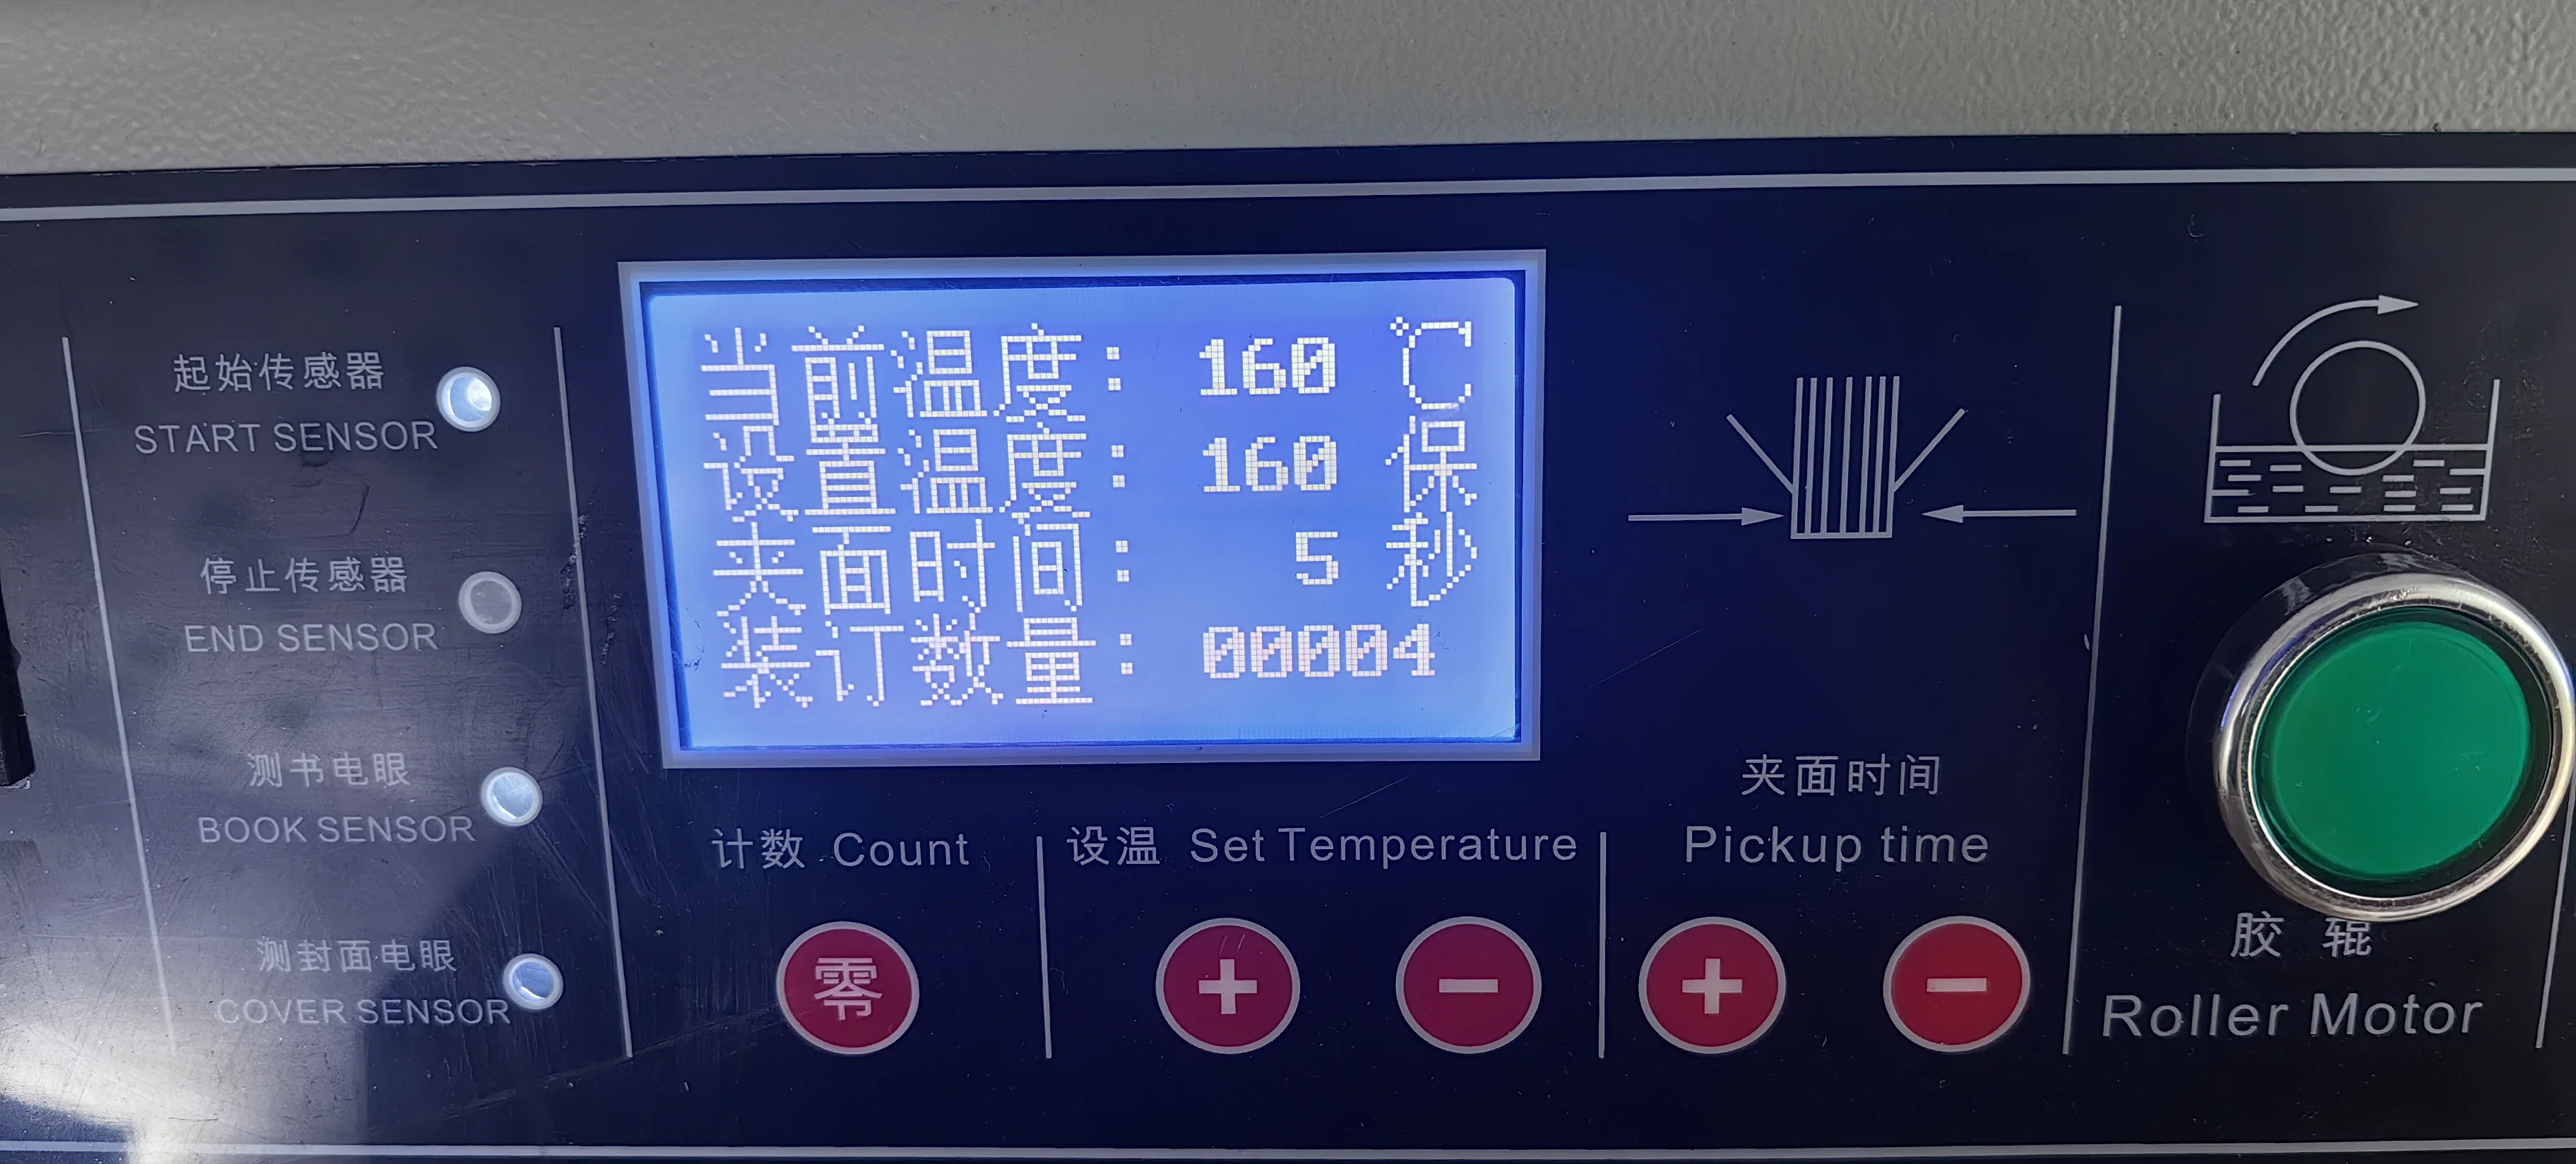 起始传感器
START SENSOR
停止传感器
END SENSOR
测书电眼
BOOK SENSOR
测封面电眼
COVER SENSOR
当前温度: 160 ℃
设置温度: 160 保
夹面时间: 5 秒
装订数量: 00004
计数 Count
零
设温 Set Temperature
+ −
夹面时间
Pickup time
+ −
胶 辊
Roller Motor